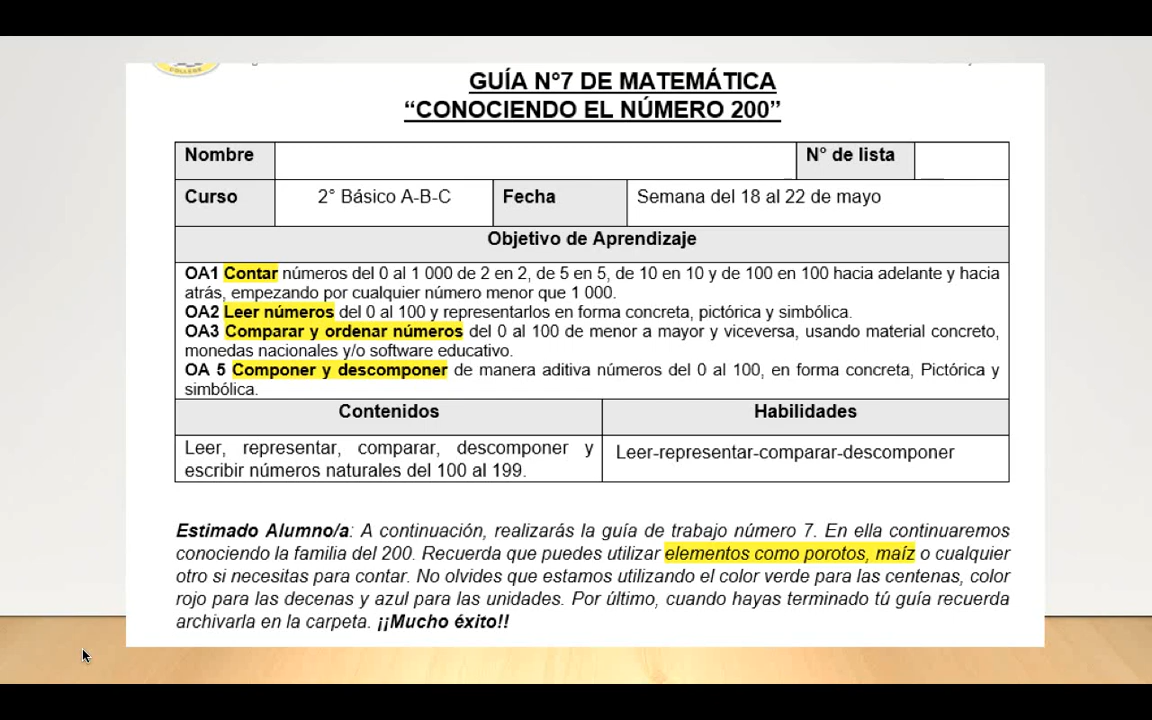 COLLEGE
GUÍA N°7 DE MATEMÁTICA
“CONOCIENDO EL NÚMERO 200”
Nombre
N° de lista
Curso
2° Básico A-B-C
Fecha
Semana del 18 al 22 de mayo
Objetivo de Aprendizaje
OA1 Contar números del 0 al 1 000 de 2 en 2, de 5 en 5, de 10 en 10 y de 100 en 100 hacia adelante y hacia
atrás, empezando por cualquier número menor que 1 000.
OA2 Leer números del 0 al 100 y representarlos en forma concreta, pictórica y simbólica.
OA3 Comparar y ordenar números del 0 al 100 de menor a mayor y viceversa, usando material concreto,
monedas nacionales y/o software educativo.
OA 5 Componer y descomponer de manera aditiva números del 0 al 100, en forma concreta, Pictórica y
simbólica.
Contenidos
Habilidades
Leer, representar, comparar, descomponer y
escribir números naturales del 100 al 199.
Leer-representar-comparar-descomponer
Estimado Alumno/a: A continuación, realizarás la guía de trabajo número 7. En ella continuaremos
conociendo la familia del 200. Recuerda que puedes utilizar elementos como porotos, maíz o cualquier
otro si necesitas para contar. No olvides que estamos utilizando el color verde para las centenas, color
rojo para las decenas y azul para las unidades. Por último, cuando hayas terminado tú guía recuerda
archivarla en la carpeta. ¡¡Mucho éxito!!